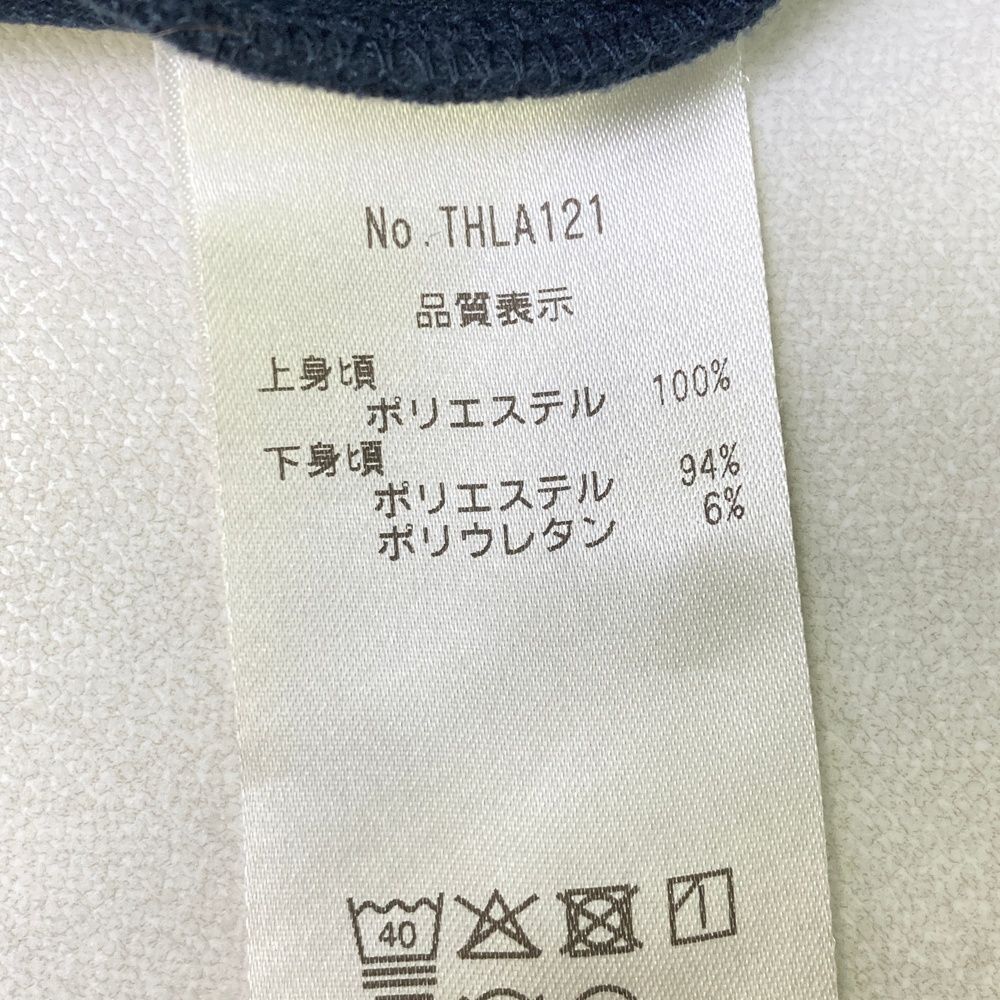 No.THLA121
品質表示
上身頃
ポリエステル 100%
下身頃
ポリエステル 94%
ポリウレタン 6%
40